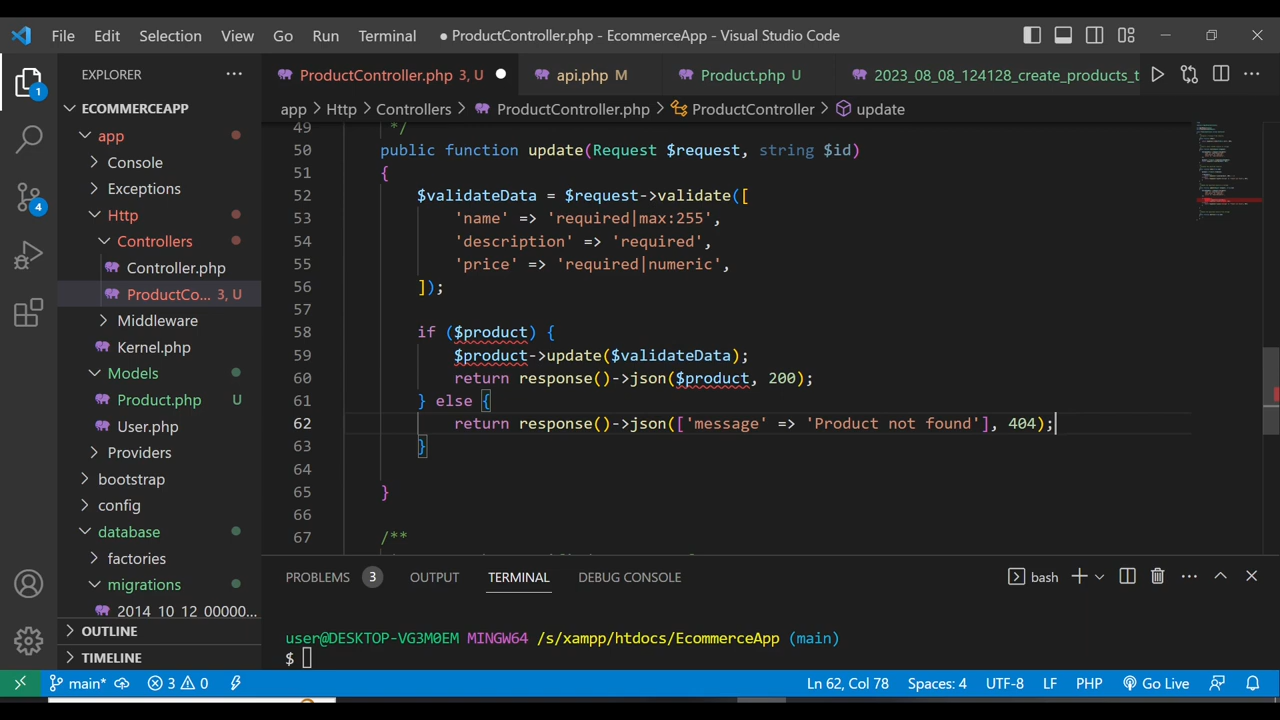 File Edit Selection View Go Run Terminal ● ProductController.php - EcommerceApp - Visual Studio Code
EXPLORER
ProductController.php 3, U
api.php M
Product.php U
2023_08_08_124128_create_products_t
ECOMMERCEAPP
app > Http > Controllers > ProductController.php > ProductController > update
app
Console
Exceptions
Http
Controllers
Controller.php
ProductCo... 3, U
Middleware
Kernel.php
Models
Product.php U
User.php
Providers
bootstrap
config
database
factories
migrations
2014_10_12_00000...
OUTLINE
TIMELINE
49 */
50 public function update(Request $request, string $id)
51 {
52 $validateData = $request->validate([
53 'name' => 'required|max:255',
54 'description' => 'required',
55 'price' => 'required|numeric',
56 ]);
57
58 if ($product) {
59 $product->update($validateData);
60 return response()->json($product, 200);
61 } else {
62 return response()->json(['message' => 'Product not found'], 404);
63 }
64
65 }
66
67 /**
PROBLEMS 3 OUTPUT TERMINAL DEBUG CONSOLE
bash
user@DESKTOP-VG3M0EM MINGW64 /s/xampp/htdocs/EcommerceApp (main)
$
4
1
main* 3 0 Ln 62, Col 78 Spaces: 4 UTF-8 LF PHP Go Live